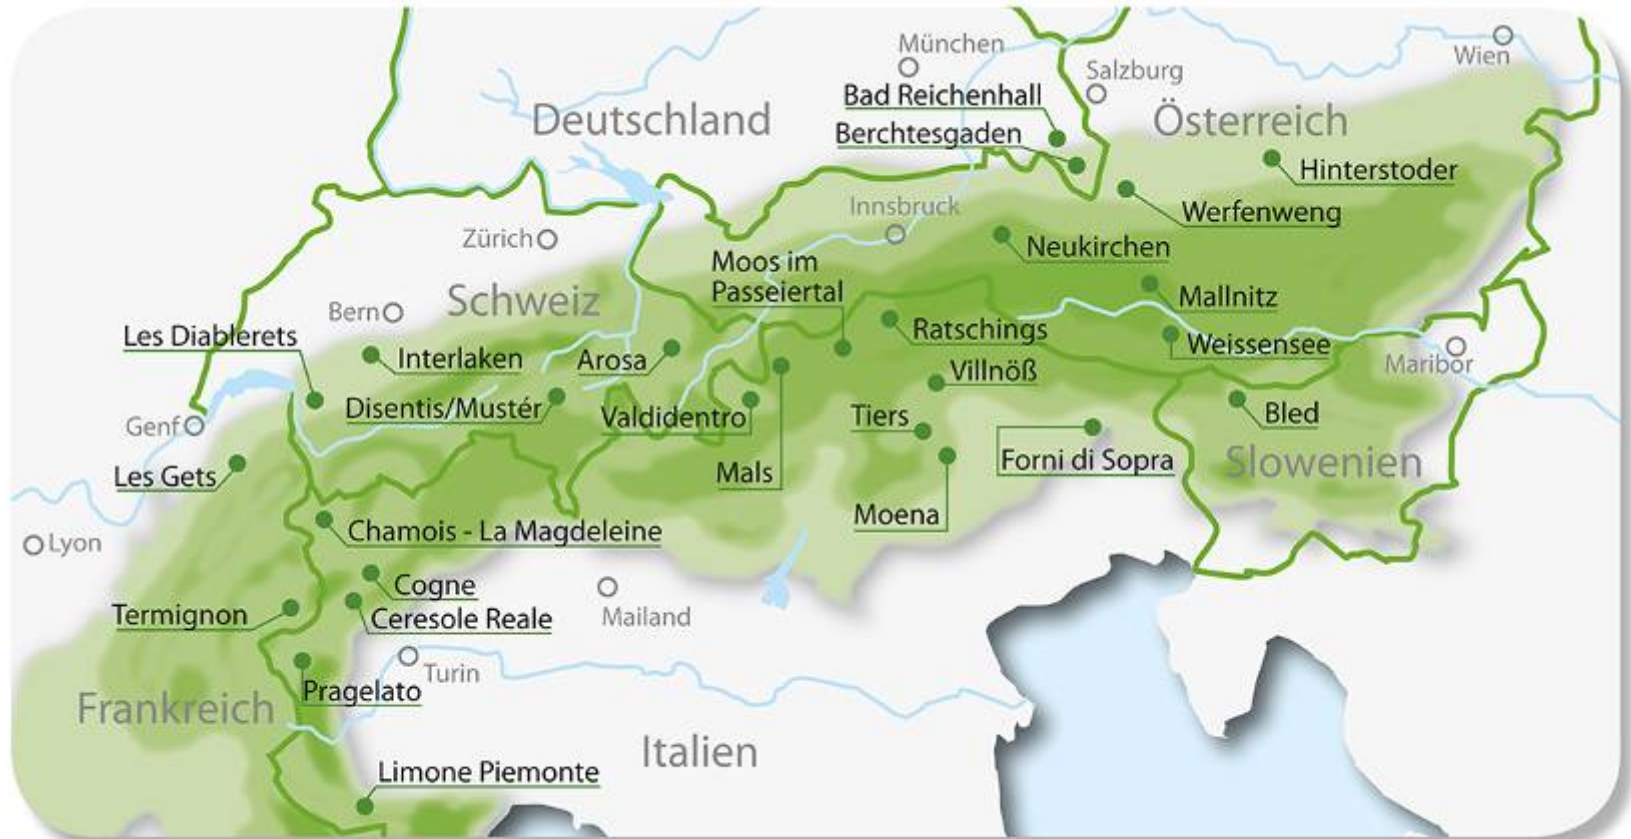 München
Wien
Salzburg
Bad Reichenhall
Deutschland
Österreich
Berchtesgaden
Hinterstoder
Innsbruck
Werfenweng
Zürich
Neukirchen
Moos im
Passeiertal
Schweiz
Mallnitz
Bern
Les Diablerets
Ratschings
Weissensee
Interlaken
Arosa
Maribor
Villnöß
Disentis/Mustér
Valdidentro
Tiers
Bled
Genf
Forni di Sopra
Slowenien
Les Gets
Mals
Moena
Chamois - La Magdeleine
Lyon
Cogne
Termignon
Ceresole Reale
Mailand
Turin
Pragelato
Frankreich
Italien
Limone Piemonte